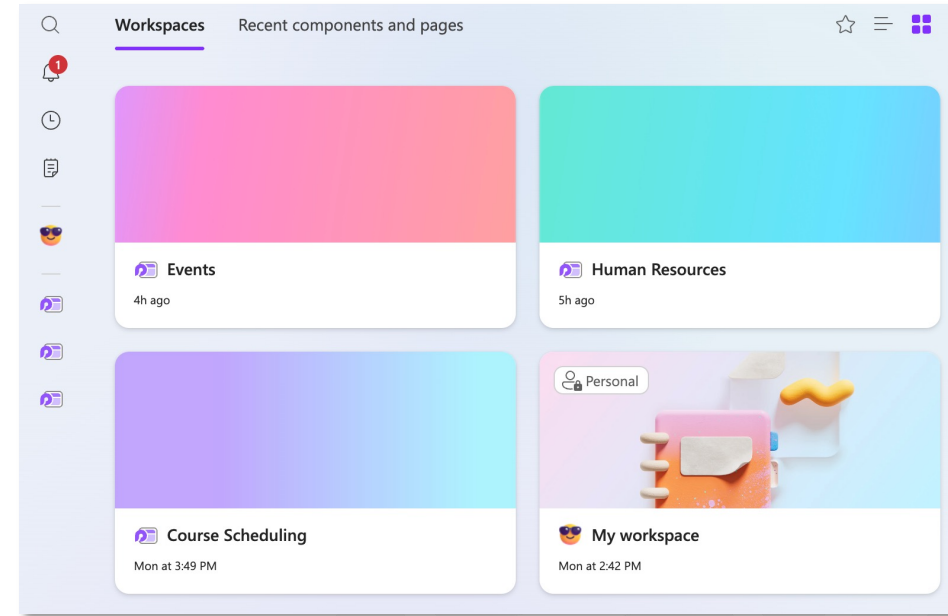 Workspaces
Recent components and pages
1
Events
4h ago
Human Resources
5h ago
Personal
Course Scheduling
Mon at 3:49 PM
My workspace
Mon at 2:42 PM